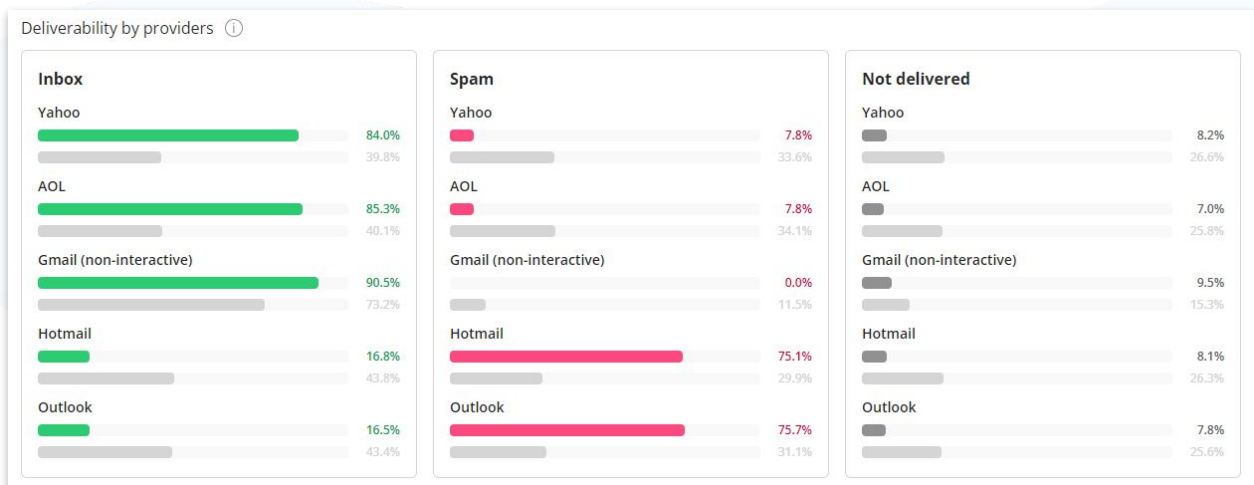 Deliverability by providers
Inbox
Yahoo
84.0%
39.8%
AOL
85.3%
40.1%
Gmail (non-interactive)
90.5%
73.2%
Hotmail
16.8%
43.8%
Outlook
16.5%
43.4%
Spam
Yahoo
7.8%
33.6%
AOL
7.8%
34.1%
Gmail (non-interactive)
0.0%
11.5%
Hotmail
75.1%
29.9%
Outlook
75.7%
31.1%
Not delivered
Yahoo
8.2%
26.6%
AOL
7.0%
25.8%
Gmail (non-interactive)
9.5%
15.3%
Hotmail
8.1%
26.3%
Outlook
7.8%
25.6%